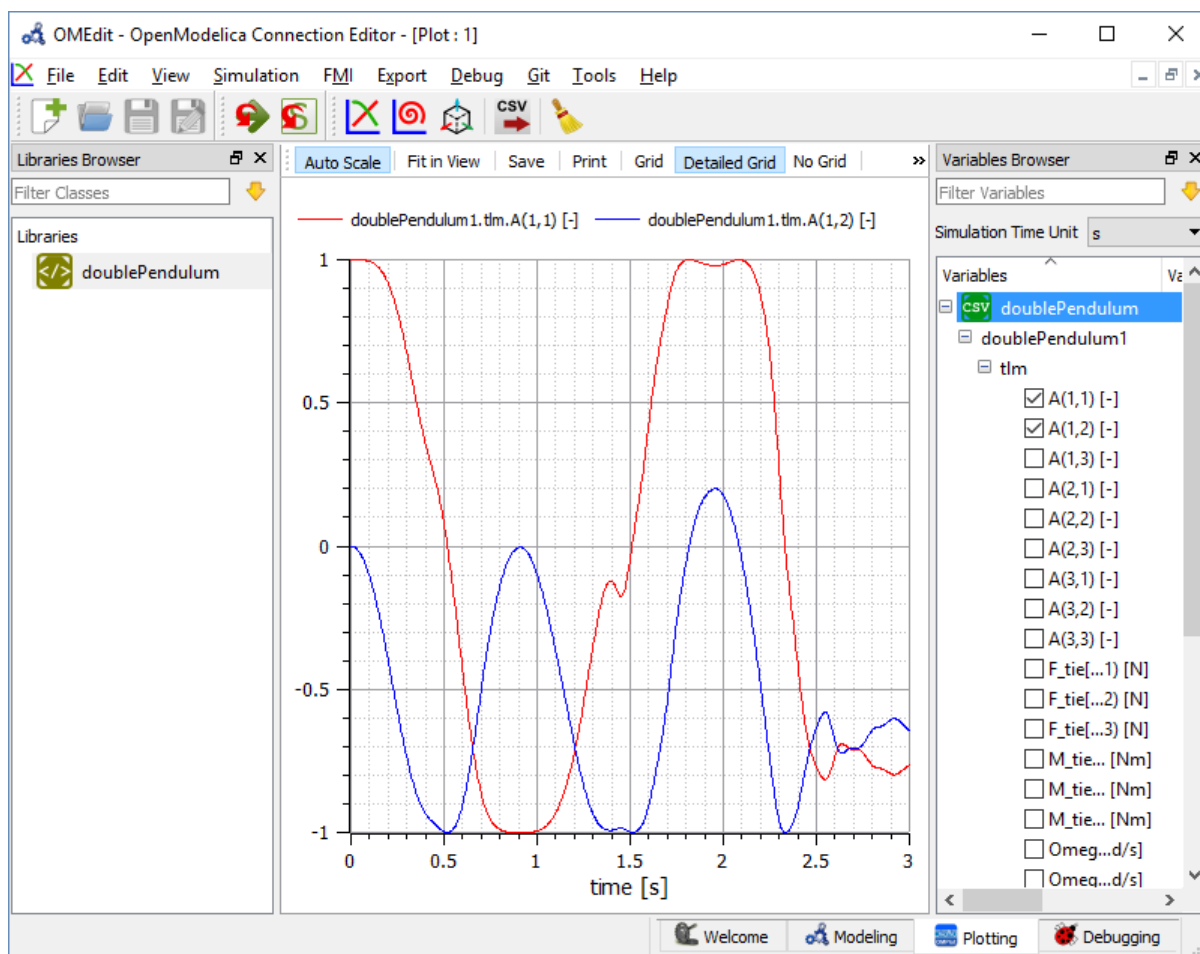 OMEdit - OpenModelica Connection Editor - [Plot : 1]
File Edit View Simulation FMI Export Debug Git Tools Help
CSV
Libraries Browser
Filter Classes
Libraries
doublePendulum
Auto Scale Fit in View Save Print Grid Detailed Grid No Grid »
doublePendulum1.tlm.A(1,1) [-] doublePendulum1.tlm.A(1,2) [-]
1
0.5
0
-0.5
-1
0 0.5 1 1.5 2 2.5 3
time [s]
Variables Browser
Filter Variables
Simulation Time Unit s
Variables Va
CSV doublePendulum
doublePendulum1
tlm
A(1,1) [-]
A(1,2) [-]
A(1,3) [-]
A(2,1) [-]
A(2,2) [-]
A(2,3) [-]
A(3,1) [-]
A(3,2) [-]
A(3,3) [-]
F_tie[...1) [N]
F_tie[...2) [N]
F_tie[...3) [N]
M_tie... [Nm]
M_tie... [Nm]
M_tie... [Nm]
Omeg...d/s]
Omeg...d/s]
Welcome Modeling Plotting Debugging